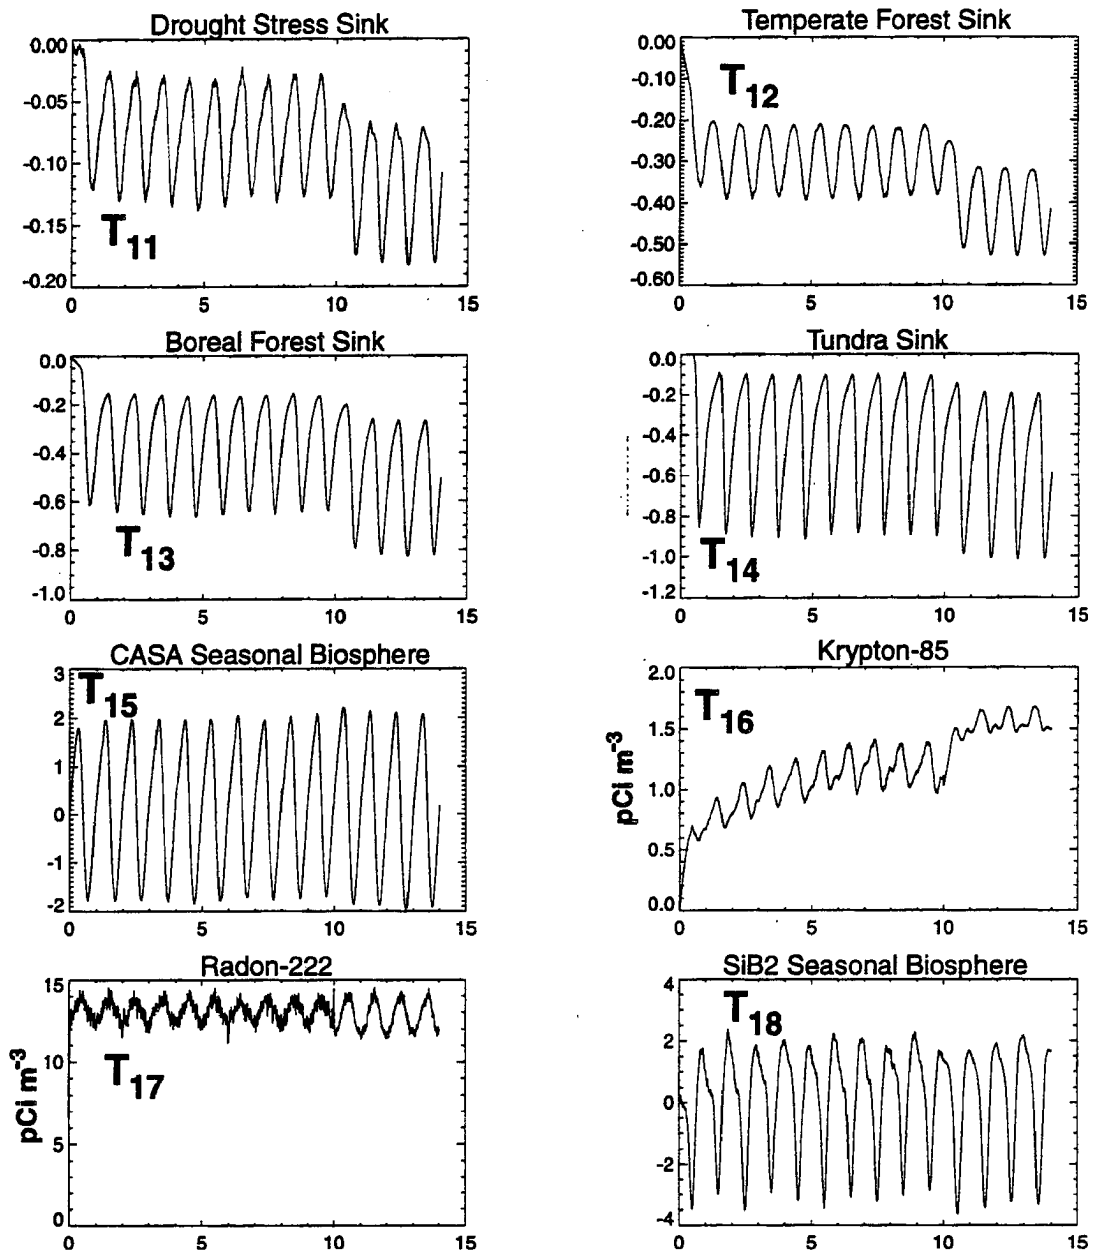 Drought Stress Sink
0.00
-0.05
-0.10
-0.15
-0.20
T11
0 5 10 15
Temperate Forest Sink
0.00
-0.10
-0.20
-0.30
-0.40
-0.50
-0.60
T12
0 5 10 15
Boreal Forest Sink
0.0
-0.2
-0.4
-0.6
-0.8
-1.0
T13
0 5 10 15
Tundra Sink
0.0
-0.2
-0.4
-0.6
-0.8
-1.0
-1.2
T14
0 5 10 15
CASA Seasonal Biosphere
3
2
1
0
-1
-2
T15
0 5 10 15
Krypton-85
2.0
1.5
1.0
0.5
0.0
pCi m-3
T16
0 5 10 15
Radon-222
15
10
5
0
pCi m-3
T17
0 5 10 15
SiB2 Seasonal Biosphere
4
2
0
-2
-4
T18
0 5 10 15